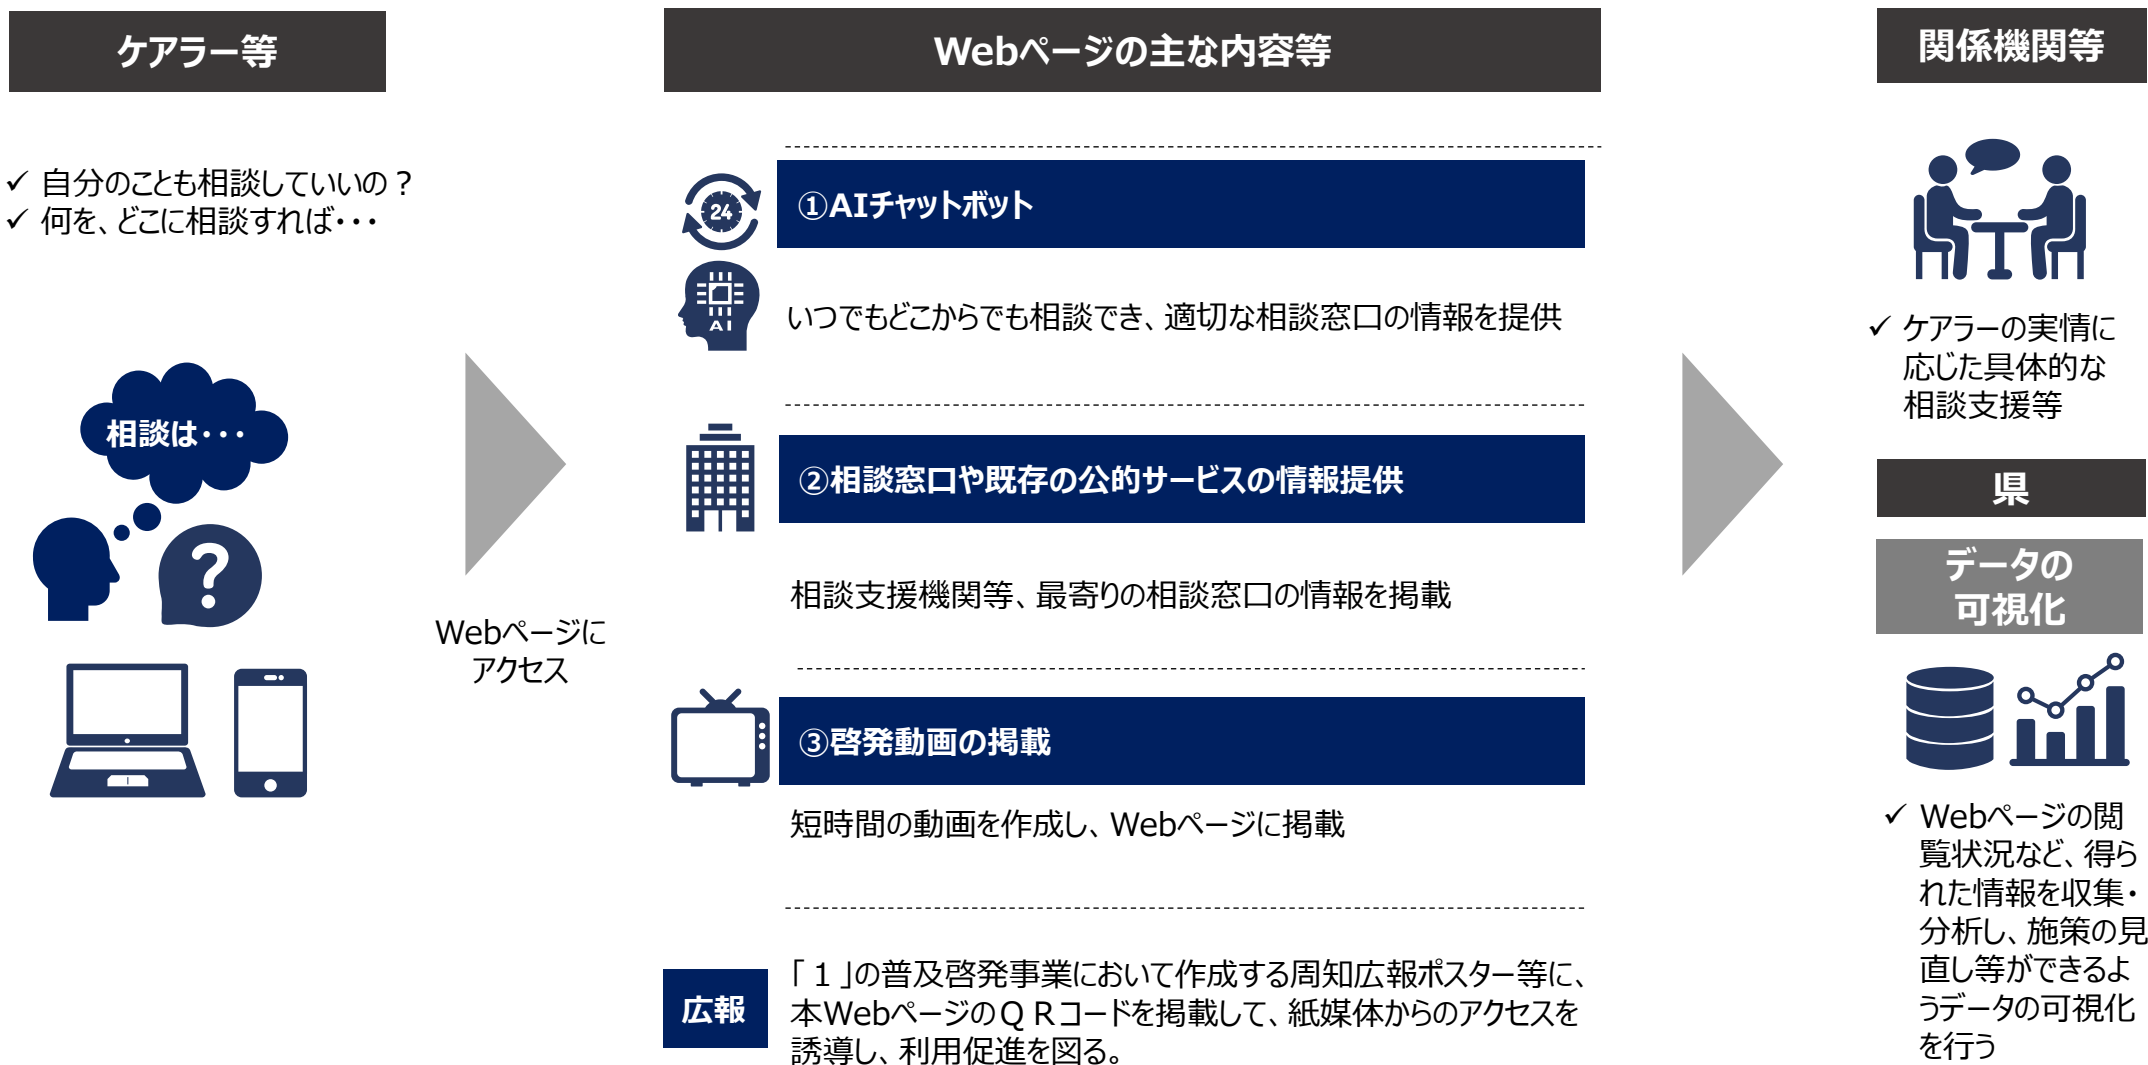 ケアラー等
✓ 自分のことも相談していいの？
✓ 何を、どこに相談すれば・・・
相談は・・・
?
Webページに
アクセス
Webページの主な内容等
24
①AIチャットボット
AI
いつでもどこからでも相談でき、適切な相談窓口の情報を提供
②相談窓口や既存の公的サービスの情報提供
相談支援機関等、最寄りの相談窓口の情報を掲載
③啓発動画の掲載
短時間の動画を作成し、Webページに掲載
広報
「１」の普及啓発事業において作成する周知広報ポスター等に、
本WebページのＱＲコードを掲載して、紙媒体からのアクセスを
誘導し、利用促進を図る。
関係機関等
✓ ケアラーの実情に
応じた具体的な
相談支援等
県
データの
可視化
✓ Webページの閲
覧状況など、得ら
れた情報を収集・
分析し、施策の見
直し等ができるよ
うデータの可視化
を行う